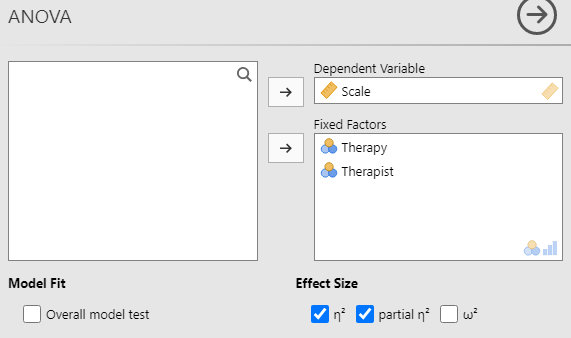 ANOVA
Dependent Variable
Scale
Fixed Factors
Therapy
Therapist
Model Fit
Overall model test
Effect Size
η² partial η² ω²